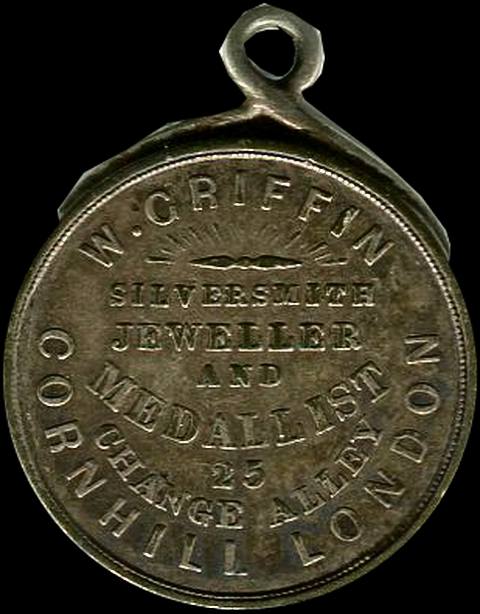 W. GRIFFIN
SILVERSMITH
JEWELLER
AND
MEDALLIST
25
CHANGE ALLEY
CORNHILL LONDON